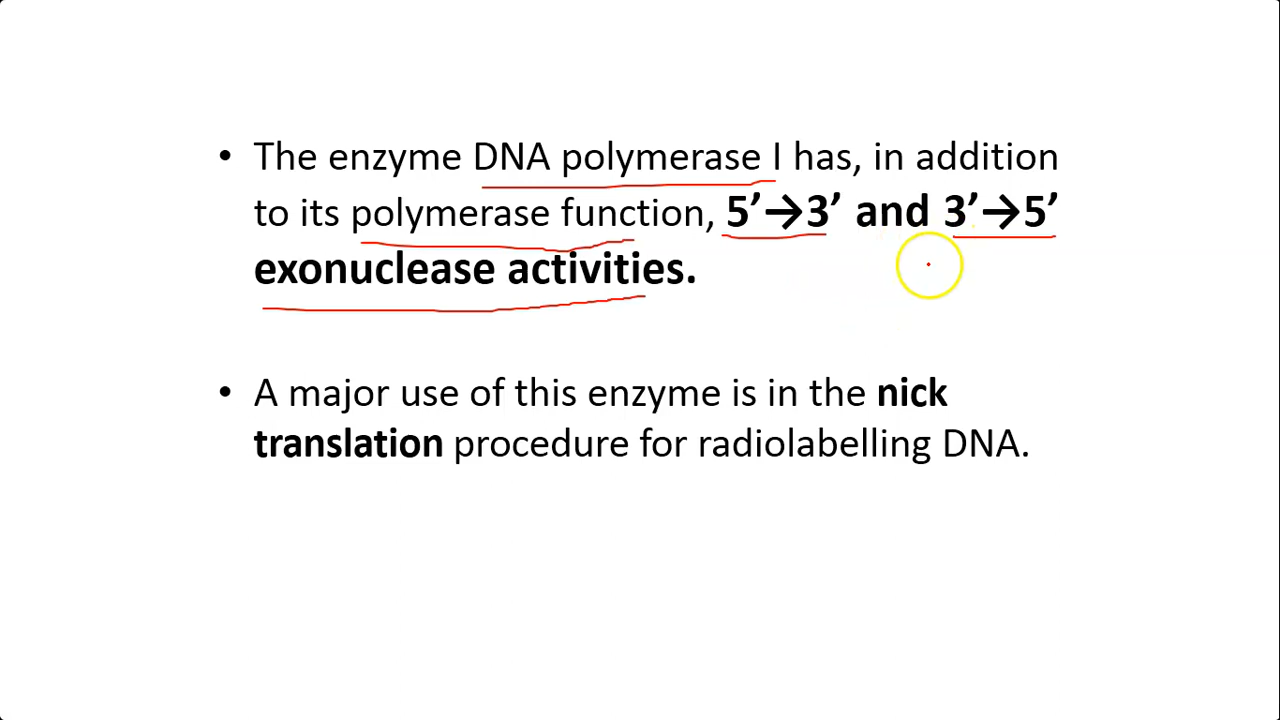 • The enzyme DNA polymerase I has, in addition
to its polymerase function, 5’→3’ and 3’→5’
exonuclease activities.
• A major use of this enzyme is in the nick
translation procedure for radiolabelling DNA.